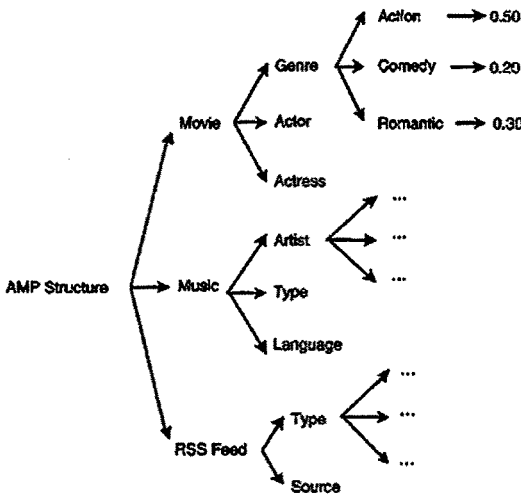 Action 0.50
Genre Comedy 0.20
Movie Actor Romantic 0.30
Actress
...
Artist ...
...
AMP Structure Music Type
Language
...
Type ...
RSS Feed
...
Source